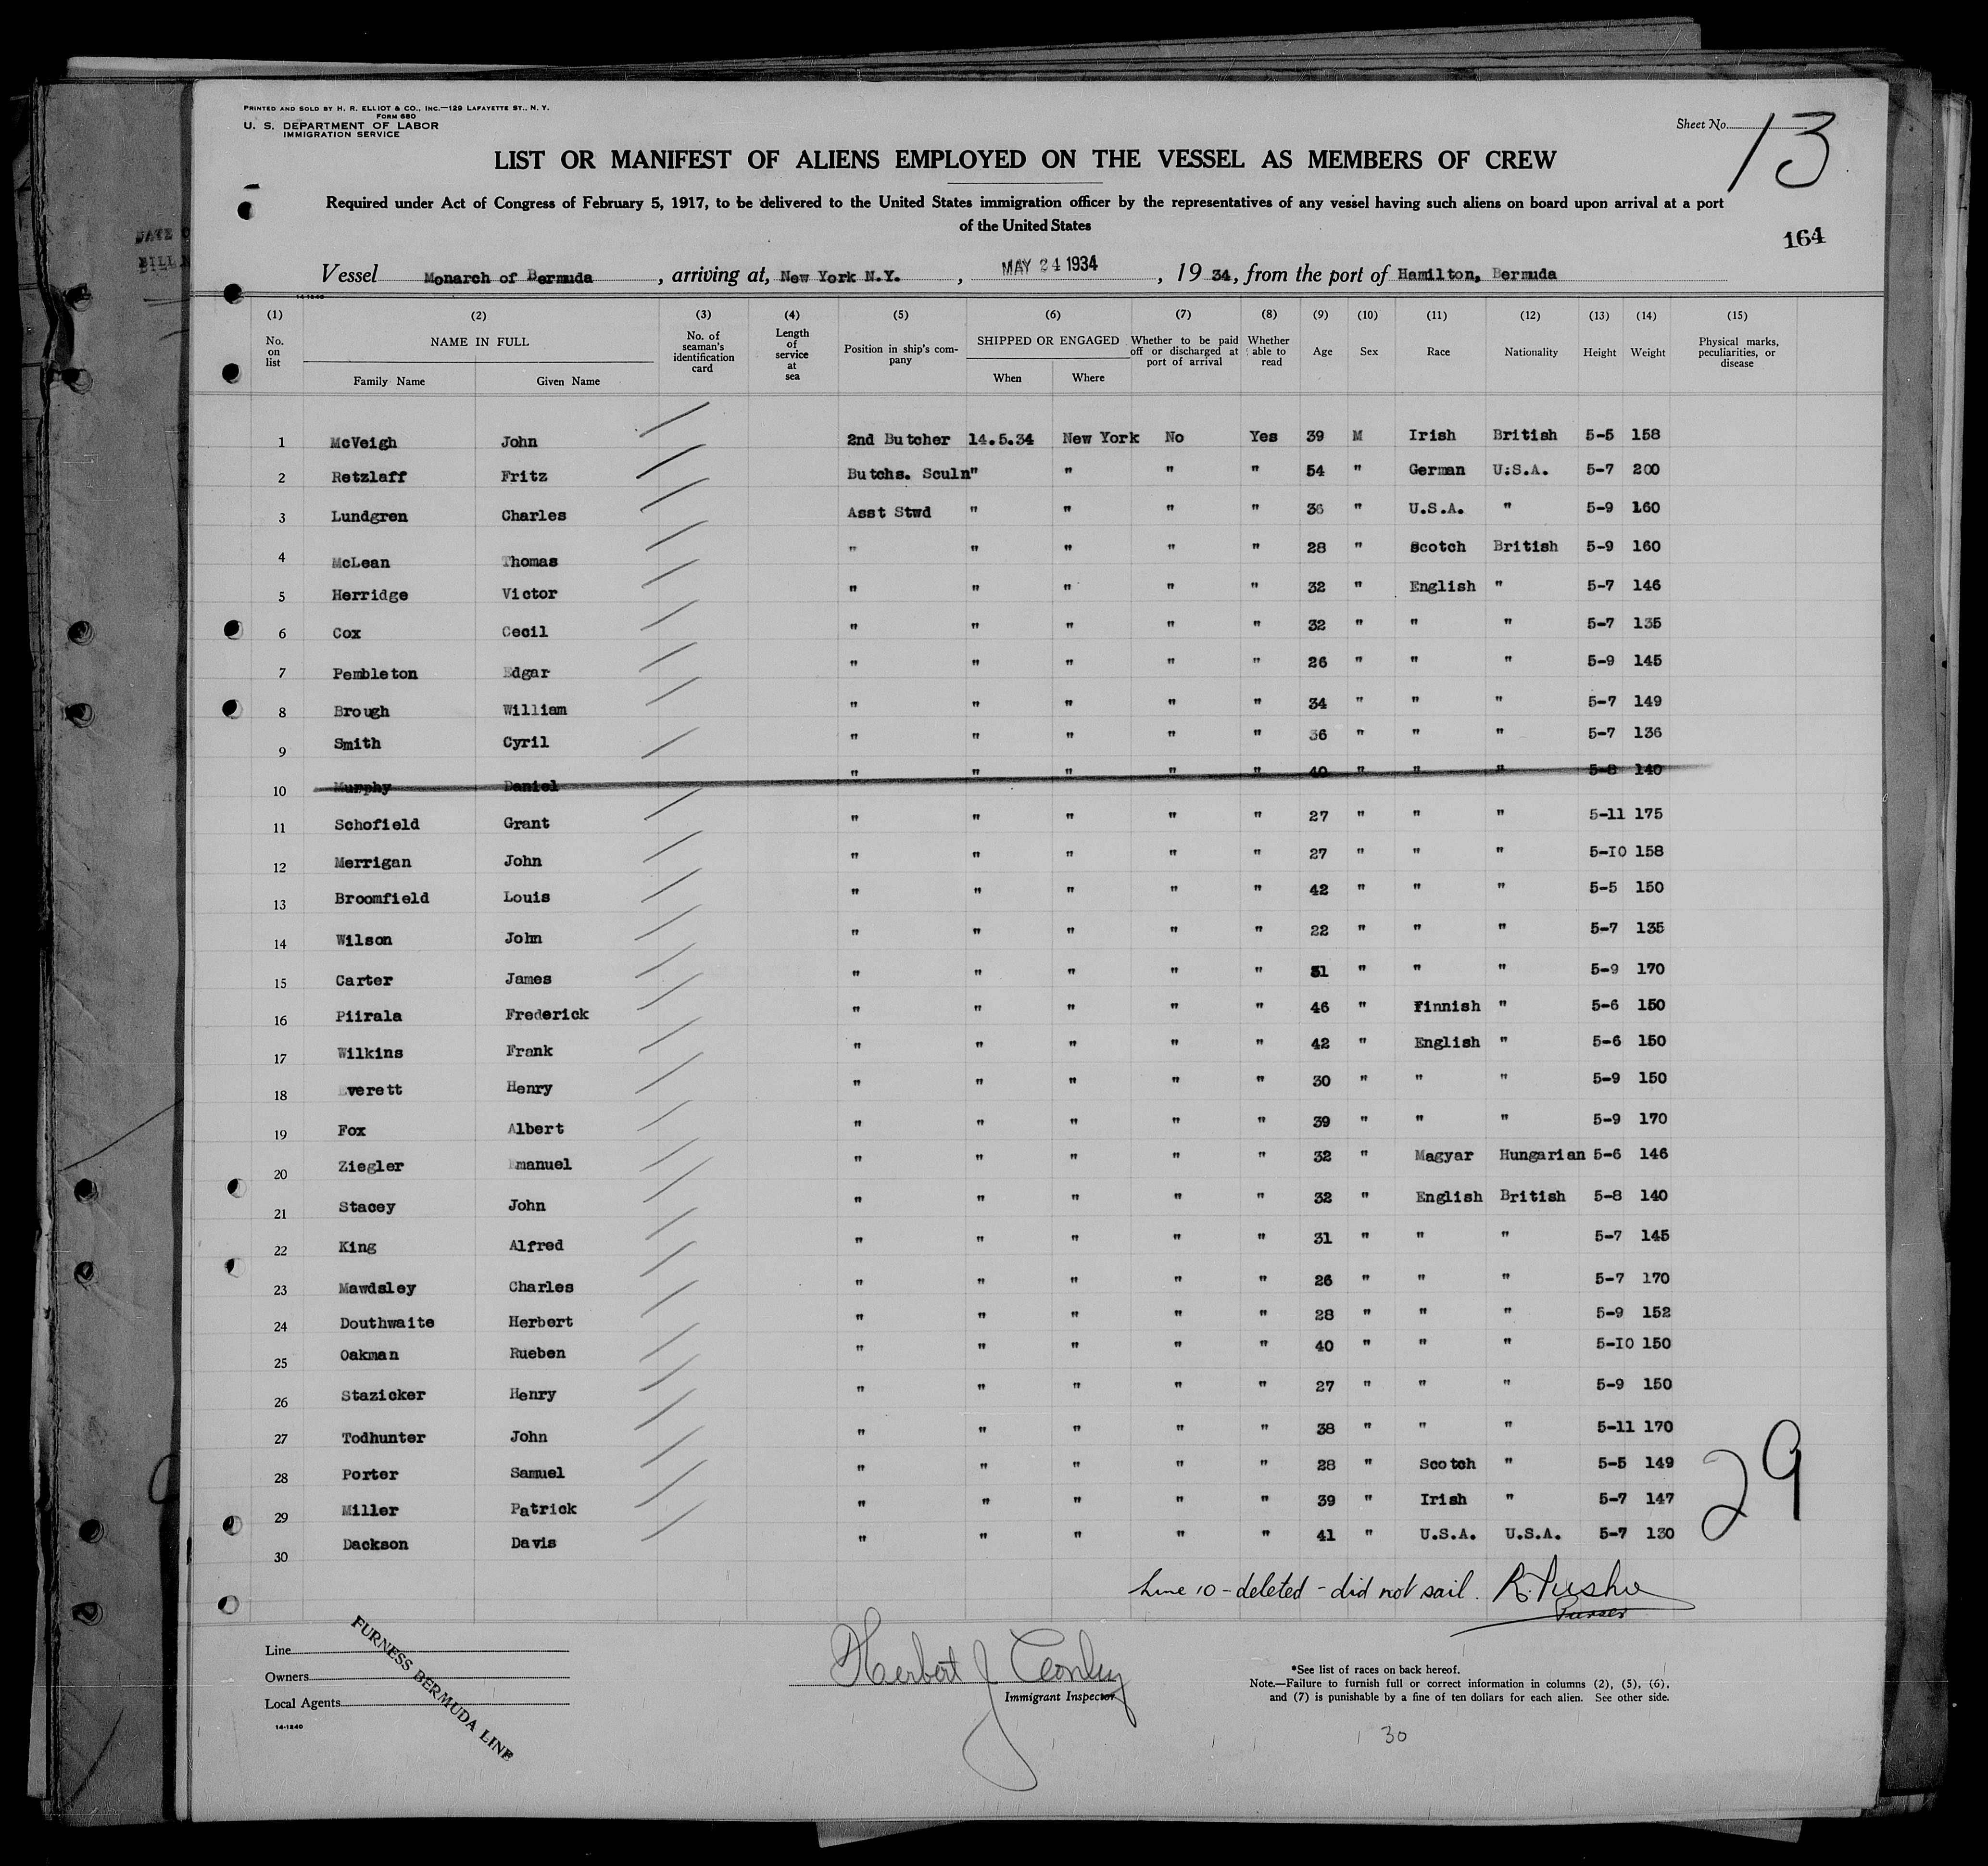 PRINTED AND SOLD BY H. R. ELLIOT & CO., INC.—129 LAFAYETTE ST., N. Y.
FORM 680
U. S. DEPARTMENT OF LABOR
IMMIGRATION SERVICE
Sheet No. 13
LIST OR MANIFEST OF ALIENS EMPLOYED ON THE VESSEL AS MEMBERS OF CREW
Required under Act of Congress of February 5, 1917, to be delivered to the United States immigration officer by the representatives of any vessel having such aliens on board upon arrival at a port
of the United States
164
Vessel Monarch of Bermuda, arriving at, New York N.Y., MAY 24 1934, 19 34, from the port of Hamilton, Bermuda
14-1240
(1) (2) (3) (4) (5) (6) (7) (8) (9) (10) (11) (12) (13) (14) (15)
No. on list NAME IN FULL Family Name Given Name No. of seaman's identification card Length of service at sea Position in ship's company SHIPPED OR ENGAGED When Where Whether to be paid off or discharged at port of arrival Whether able to read Age Sex Race Nationality Height Weight Physical marks, peculiarities, or disease
1 McVeigh John 2nd Butcher 14.5.34 New York No Yes 39 M Irish British 5-5 158
2 Retzlaff Fritz Butchs. Sculn " " " " 54 " German U.S.A. 5-7 200
3 Lundgren Charles Asst Stwd " " " " 36 " U.S.A. " 5-9 160
4 McLean Thomas " " " " " 28 " Scotch British 5-9 160
5 Herridge Victor " " " " " 32 " English " 5-7 146
6 Cox Cecil " " " " " 32 " " " 5-7 135
7 Pembleton Edgar " " " " " 26 " " " 5-9 145
8 Brough William " " " " " 34 " " " 5-7 149
9 Smith Cyril " " " " " 36 " " " 5-7 136
10 Murphy Daniel " " " " " 40 " " " 5-8 140
11 Schofield Grant " " " " " 27 " " " 5-11 175
12 Merrigan John " " " " " 27 " " " 5-10 158
13 Broomfield Louis " " " " " 42 " " " 5-5 150
14 Wilson John " " " " " 22 " " " 5-7 135
15 Carter James " " " " " 31 " " " 5-9 170
16 Piirala Frederick " " " " " 46 " Finnish " 5-6 150
17 Wilkins Frank " " " " " 42 " English " 5-6 150
18 Everett Henry " " " " " 30 " " " 5-9 150
19 Fox Albert " " " " " 39 " " " 5-9 170
20 Ziegler Emanuel " " " " " 32 " Magyar Hungarian 5-6 146
21 Stacey John " " " " " 32 " English British 5-8 140
22 King Alfred " " " " " 31 " " " 5-7 145
23 Mawdsley Charles " " " " " 26 " " " 5-7 170
24 Douthwaite Herbert " " " " " 28 " " " 5-9 152
25 Oakman Rueben " " " " " 40 " " " 5-10 150
26 Stazicker Henry " " " " " 27 " " " 5-9 150
27 Todhunter John " " " " " 38 " " " 5-11 170
28 Porter Samuel " " " " " 28 " Scotch " 5-5 149
29 Miller Patrick " " " " " 39 " Irish " 5-7 147
30 Dackson Davis " " " " " 41 " U.S.A. U.S.A. 5-7 130
29
Line 10 - deleted - did not sail.
Purser
Line
Owners
Local Agents
FURNESS BERMUDA LINE
14-1240
Herbert J
Immigrant Inspector
*See list of races on back hereof.
Note.—Failure to furnish full or correct information in columns (2), (5), (6),
and (7) is punishable by a fine of ten dollars for each alien. See other side.
30